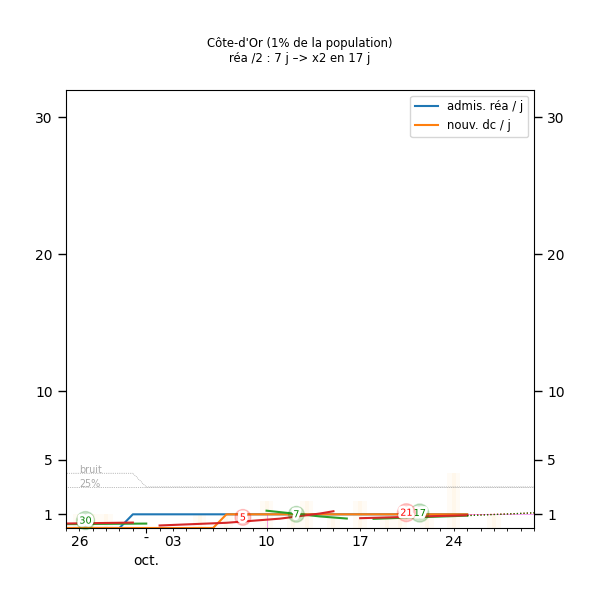 Côte-d'Or (1% de la population)
réa /2 : 7 j –> x2 en 17 j
admis. réa / j
nouv. dc / j
30 30
20 20
10 10
5 5
bruit
25%
1 1
30 5 7 21 17
26 - 03 10 17 24
oct.